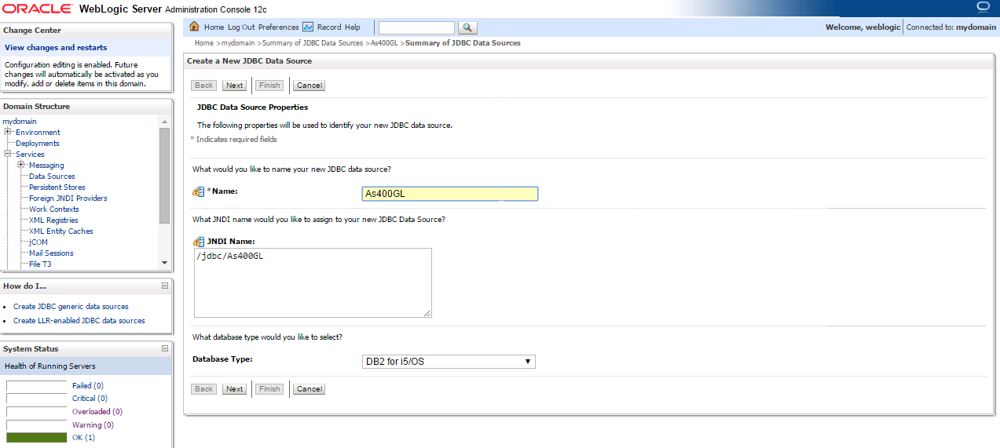 ORACLE WebLogic Server Administration Console 12c
Change Center
View changes and restarts
Configuration editing is enabled. Future
changes will automatically be activated as you
modify, add or delete items in this domain.
Domain Structure
mydomain
Environment
Deployments
Services
Messaging
Data Sources
Persistent Stores
Foreign JNDI Providers
Work Contexts
XML Registries
XML Entity Caches
jCOM
Mail Sessions
File T3
How do I...
Create JDBC generic data sources
Create LLR-enabled JDBC data sources
System Status
Health of Running Servers
Failed (0)
Critical (0)
Overloaded (0)
Warning (0)
OK (1)
Home Log Out Preferences Record Help
Welcome, weblogic Connected to: mydomain
Home >mydomain >Summary of JDBC Data Sources >As400GL >Summary of JDBC Data Sources
Create a New JDBC Data Source
Back Next Finish Cancel
JDBC Data Source Properties
The following properties will be used to identify your new JDBC data source.
* Indicates required fields
What would you like to name your new JDBC data source?
*Name: As400GL
What JNDI name would you like to assign to your new JDBC Data Source?
JNDI Name:
/jdbc/As400GL
What database type would you like to select?
Database Type: DB2 for i5/OS
Back Next Finish Cancel